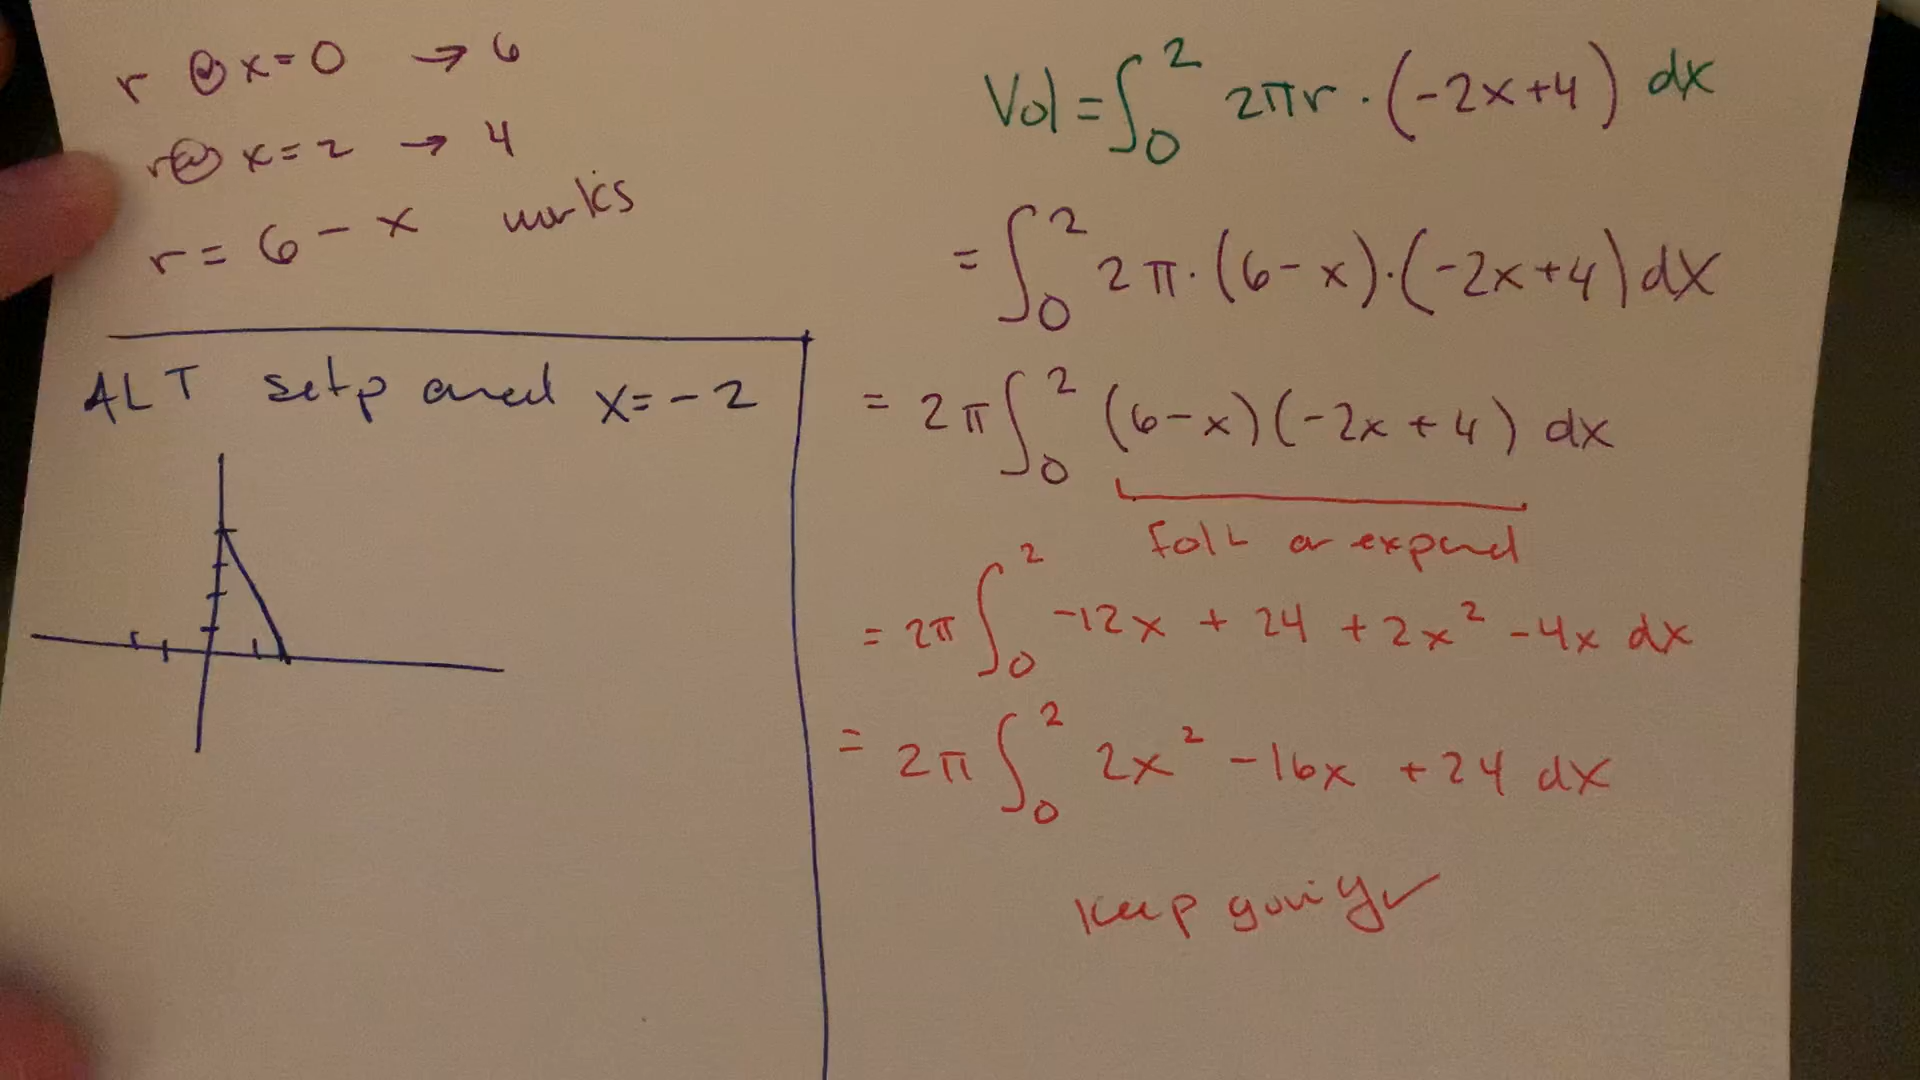 r @ x=0 → 6
r @ x=2 → 4
r = 6 - x works
ALT setp aroud x=-2
Vol = ∫₀² 2πr · (-2x+4) dx
= ∫₀² 2π · (6-x) · (-2x+4) dx
= 2π ∫₀² (6-x)(-2x+4) dx
FOIL or expand
= 2π ∫₀² -12x + 24 + 2x² - 4x dx
= 2π ∫₀² 2x² - 16x + 24 dx
Keep going